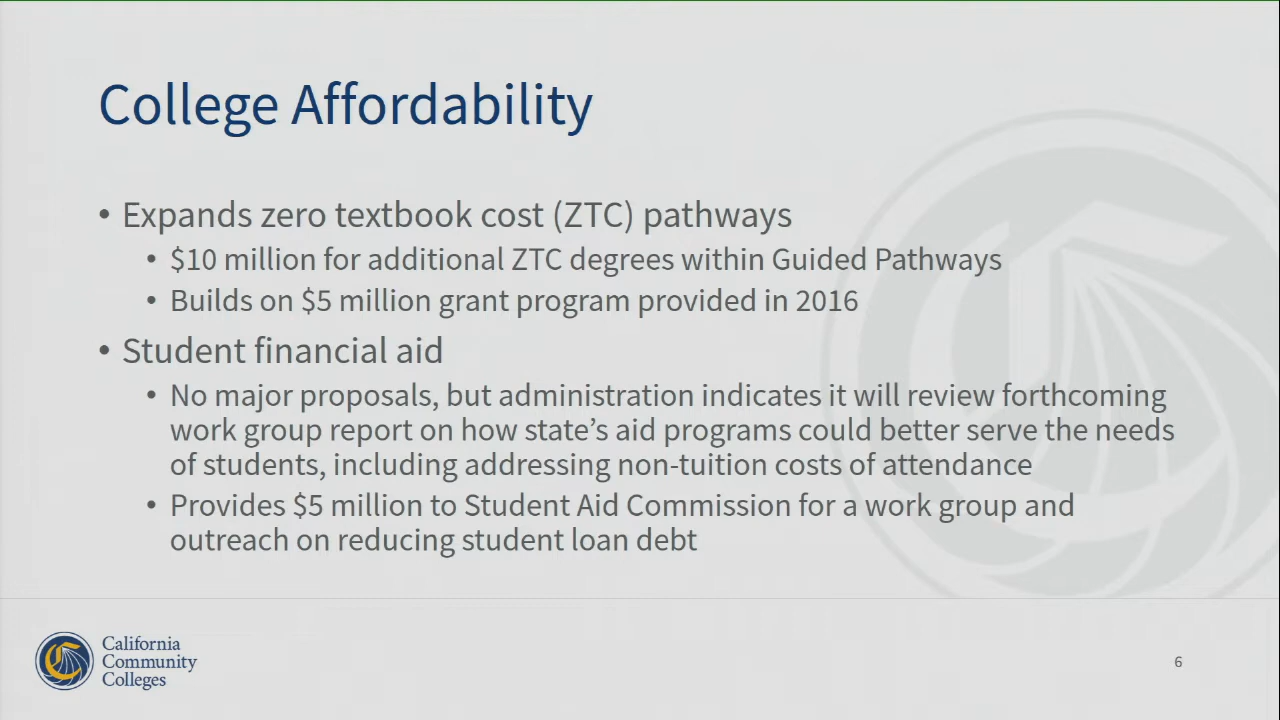 College Affordability
• Expands zero textbook cost (ZTC) pathways
• $10 million for additional ZTC degrees within Guided Pathways
• Builds on $5 million grant program provided in 2016
• Student financial aid
• No major proposals, but administration indicates it will review forthcoming
work group report on how state’s aid programs could better serve the needs
of students, including addressing non-tuition costs of attendance
• Provides $5 million to Student Aid Commission for a work group and
outreach on reducing student loan debt
California
Community
Colleges
6